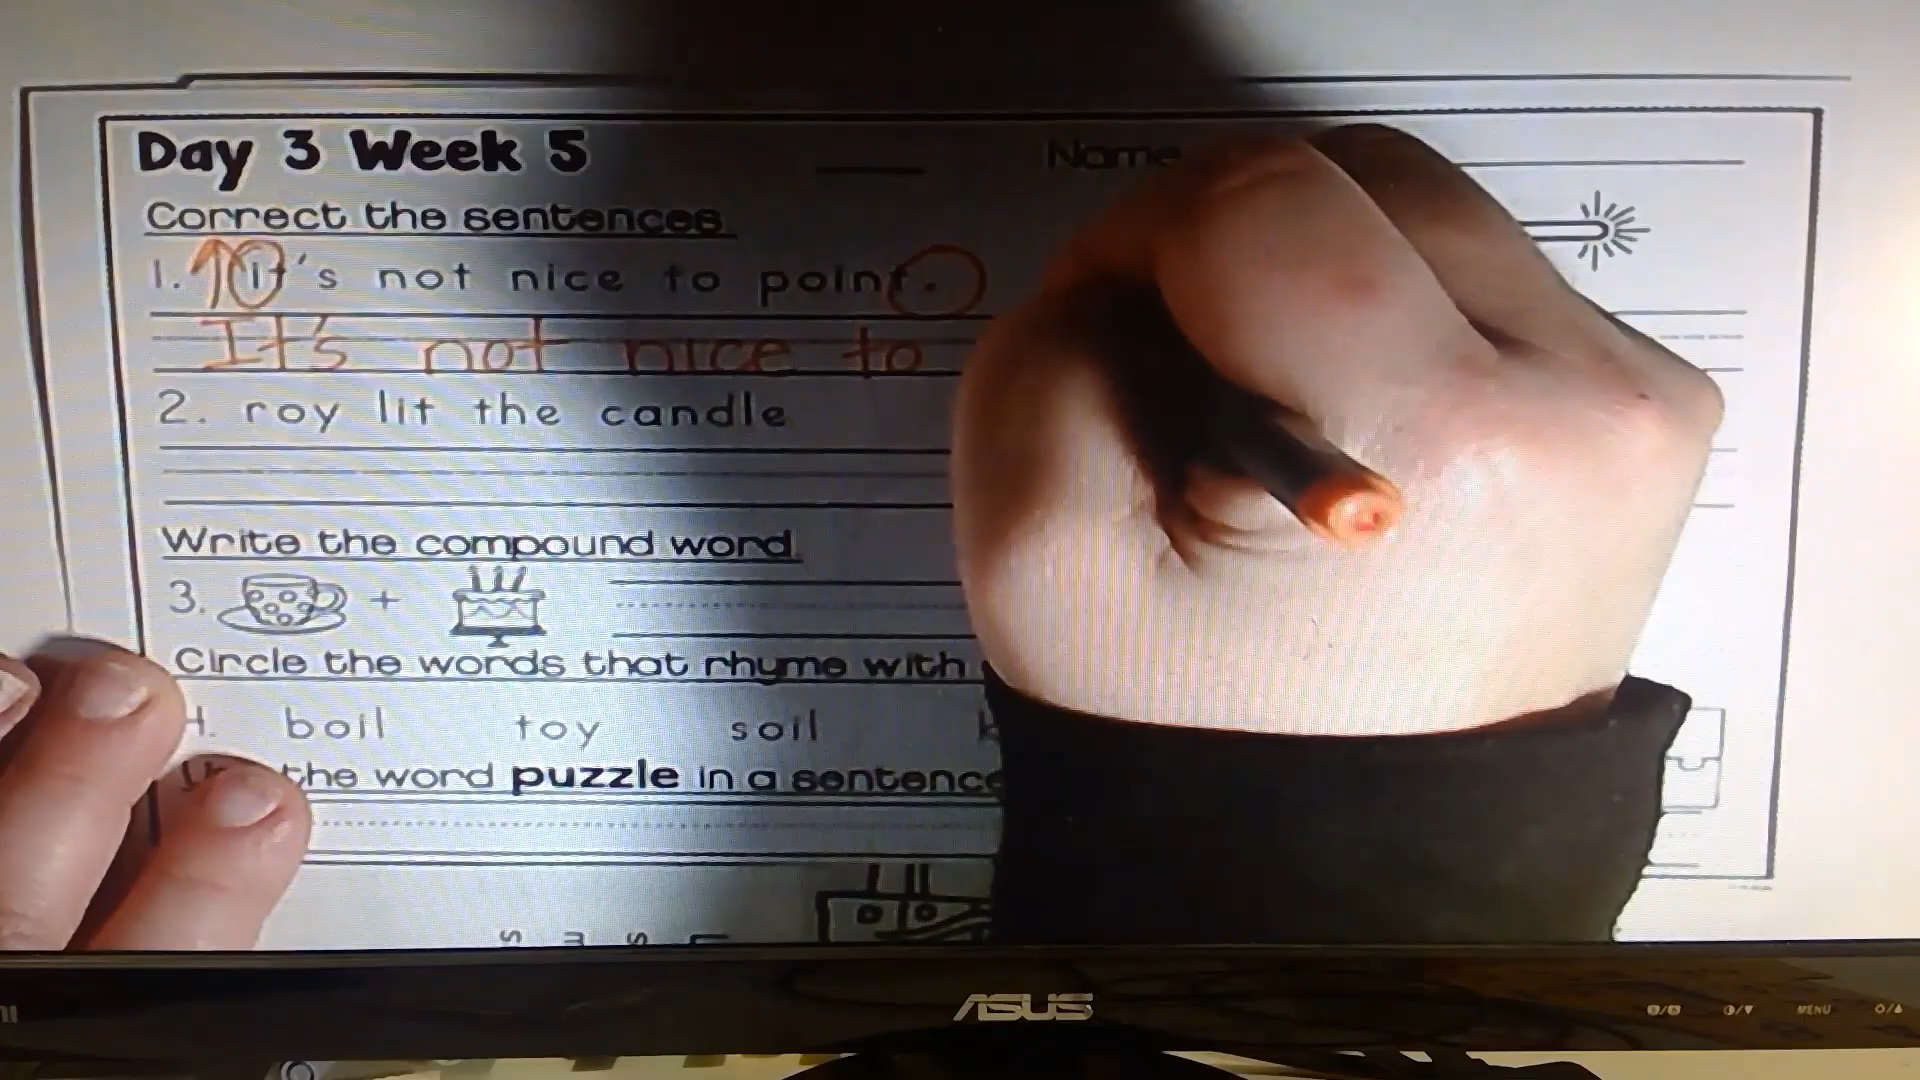 Day 3 Week 5
Name
Correct the sentences
1. it's not nice to point.
It's not nice to
2. roy lit the candle
Write the compound word
3. +
Circle the words that rhyme with
4. boil toy soil
the word puzzle in a sentence
ASUS
MENU